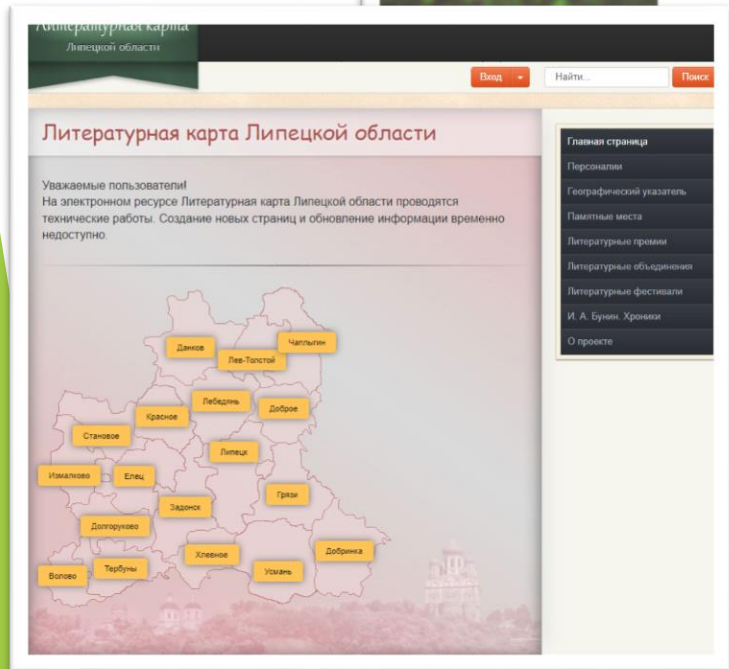 Литературная карта
Липецкой области
Вход
Найти...
Поиск
Литературная карта Липецкой области
Уважаемые пользователи!
На электронном ресурсе Литературная карта Липецкой области проводятся
технические работы. Создание новых страниц и обновление информации временно
недоступно.
Главная страница
Персоналии
Географический указатель
Памятные места
Литературные премии
Литературные объединения
Литературные фестивали
И. А. Бунин. Хроники
О проекте
Данков
Лев-Толстой
Чаплыгин
Лебедянь
Доброе
Красное
Становое
Липецк
Измалково
Елец
Грязи
Задонск
Долгоруково
Хлевное
Добринка
Волово
Тербуны
Усмань